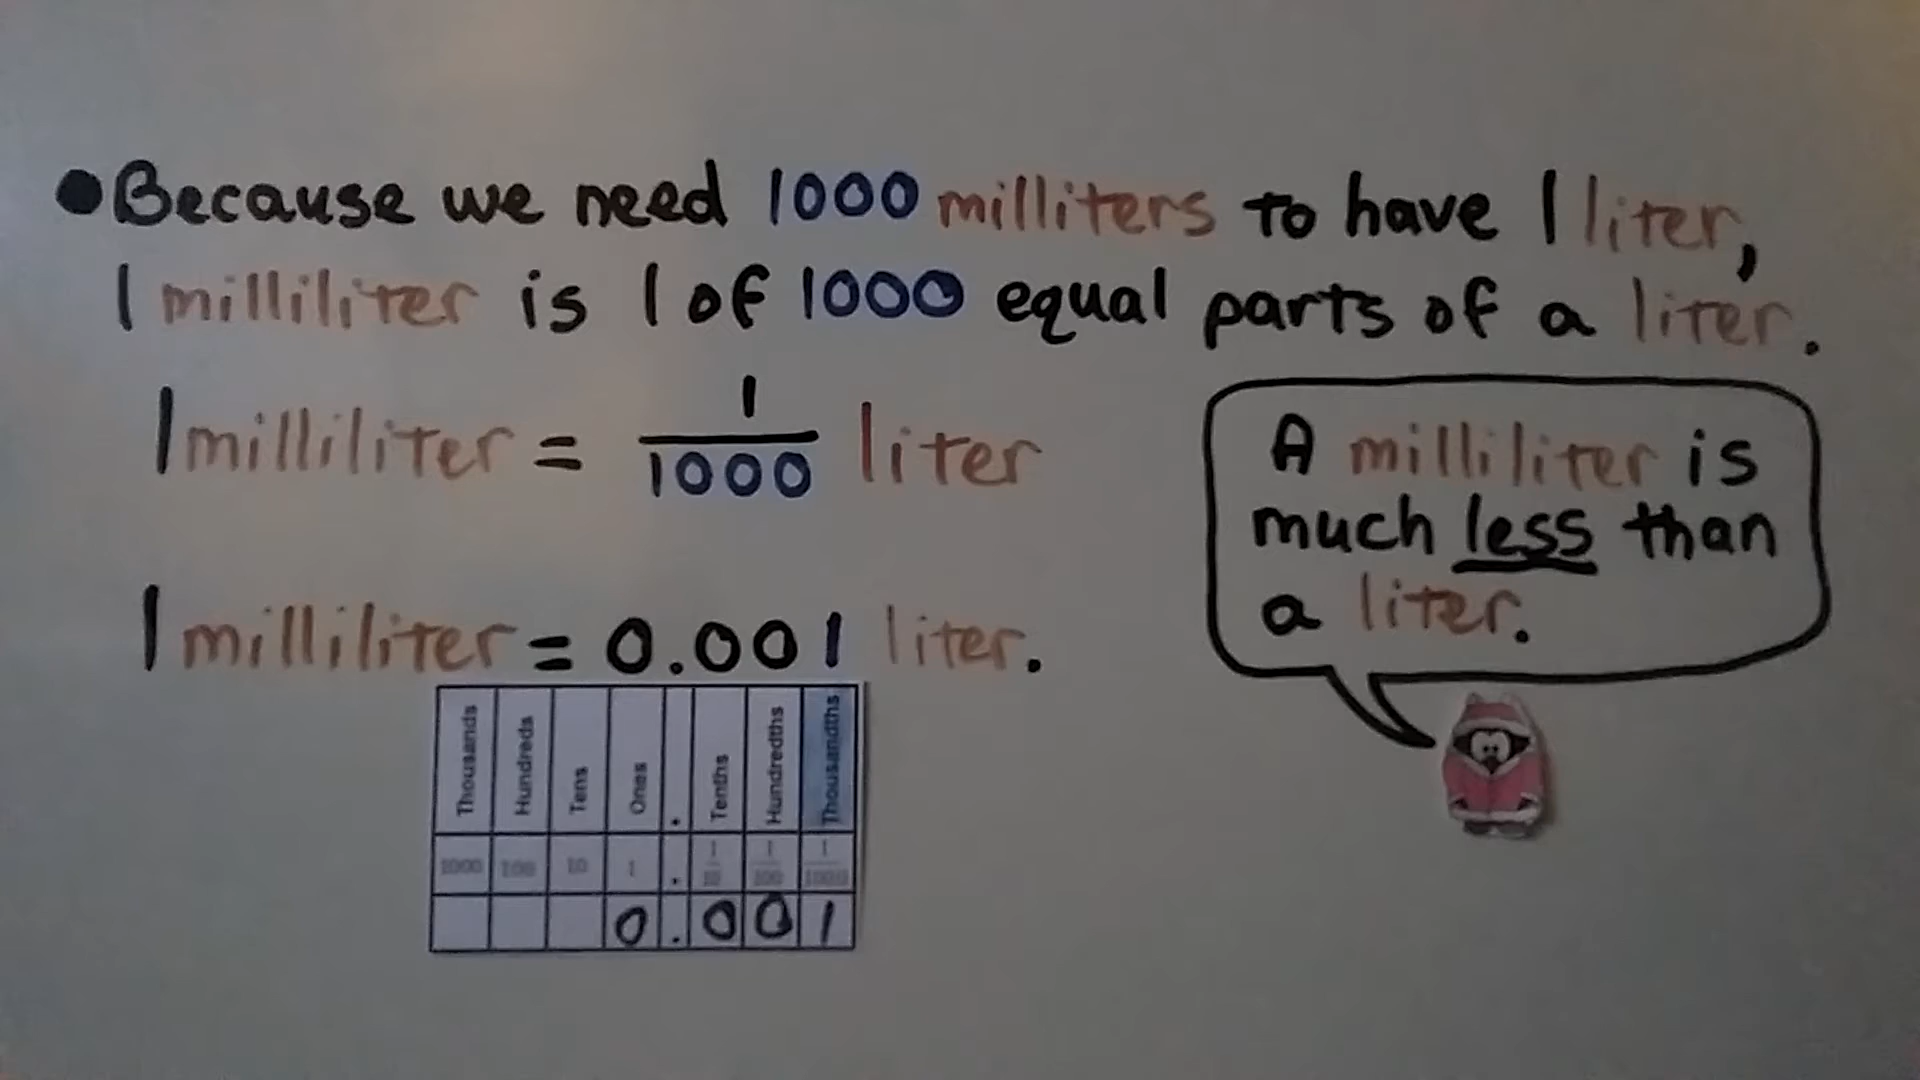 ●Because we need 1000 milliters to have 1 liter,
1 milliliter is 1 of 1000 equal parts of a liter.
1 milliliter = 1/1000 liter
A milliliter is
much less than
a liter.
1 milliliter = 0.001 liter.
Thousands Hundreds Tens Ones . Tenths Hundredths Thousandths
1000 100 10 1 . 1/10 1/100 1/1000
0 . 0 0 1